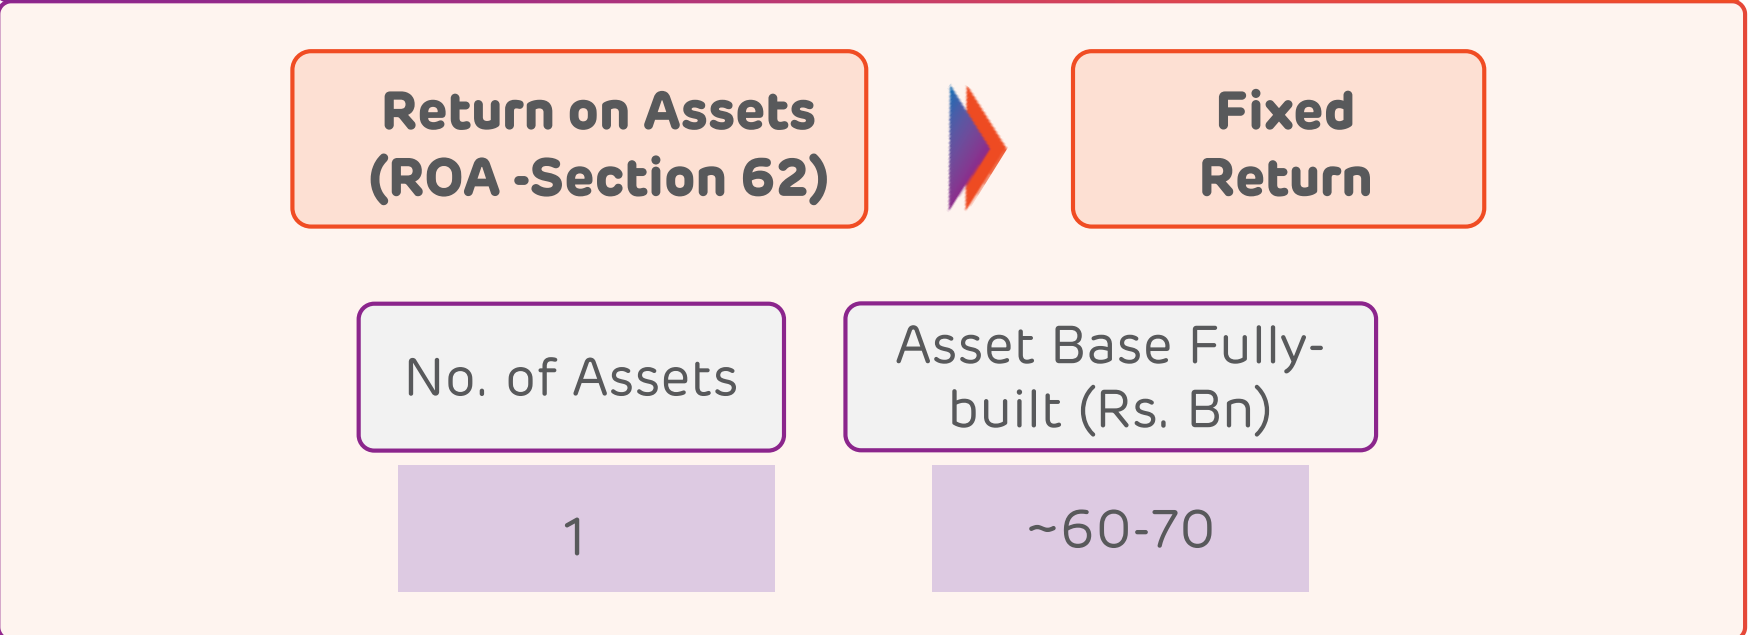 Return on Assets
(ROA -Section 62)
Fixed
Return
No. of Assets
Asset Base Fully-
built (Rs. Bn)
1
~60-70